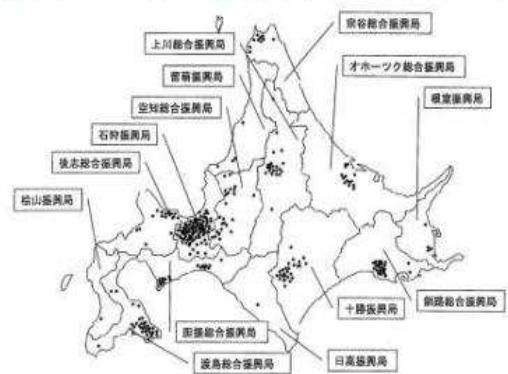 宗谷総合振興局
上川総合振興局
オホーツク総合振興局
留萌振興局
根室振興局
空知総合振興局
石狩振興局
後志総合振興局
桧山振興局
釧路総合振興局
十勝振興局
胆振総合振興局
渡島総合振興局
日高振興局